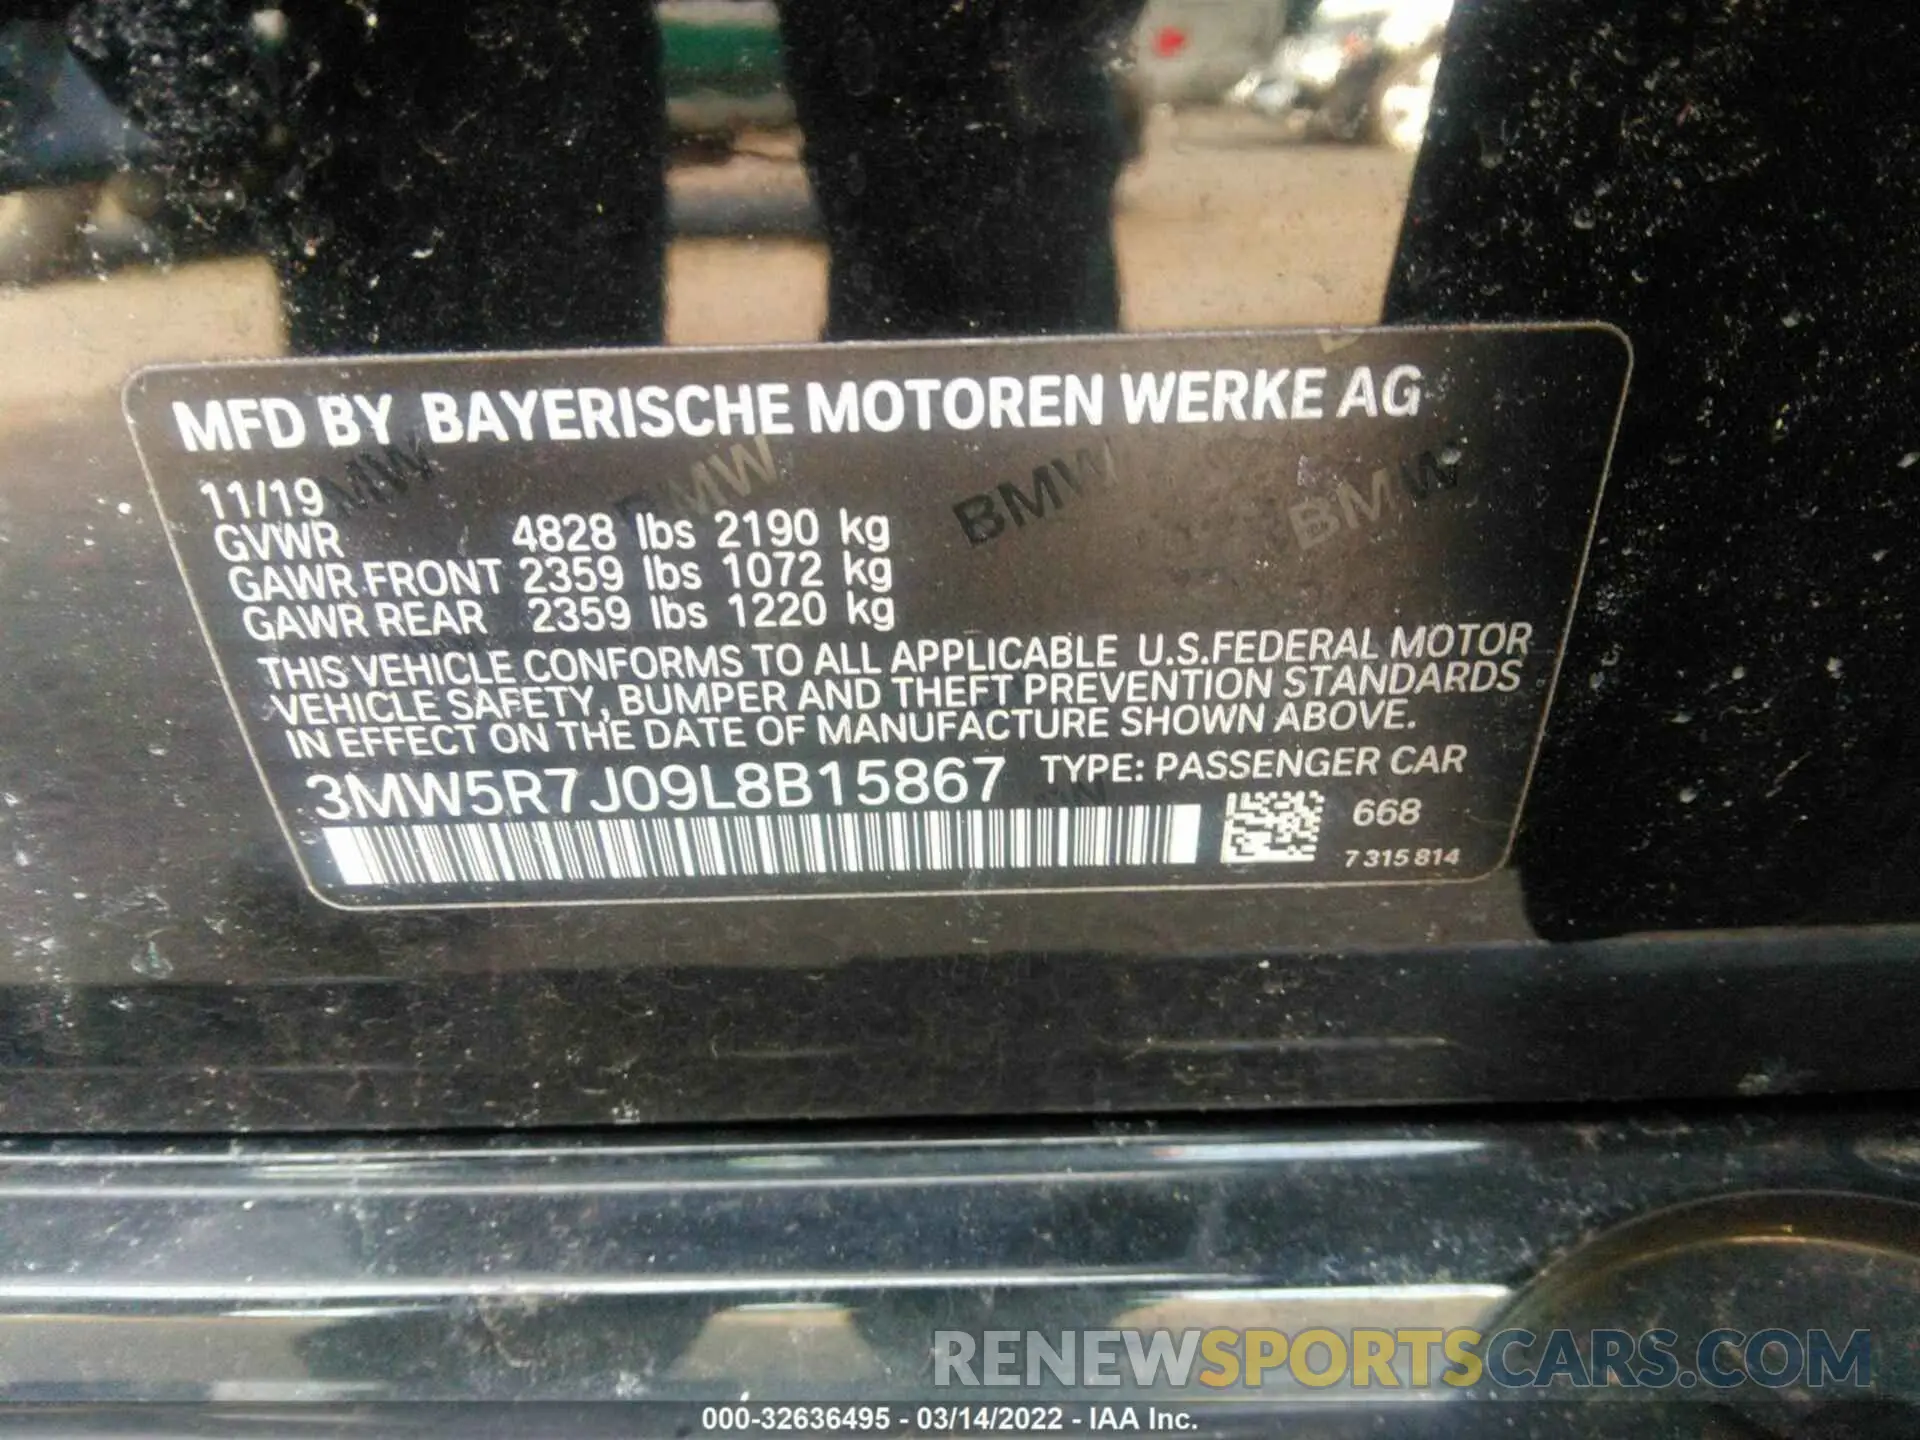 MFD BY BAYERISCHE MOTOREN WERKE AG
11/19
GVWR 4828 lbs 2190 kg
GAWR FRONT 2359 lbs 1072 kg
GAWR REAR 2359 lbs 1220 kg
THIS VEHICLE CONFORMS TO ALL APPLICABLE U.S.FEDERAL MOTOR
VEHICLE SAFETY, BUMPER AND THEFT PREVENTION STANDARDS
IN EFFECT ON THE DATE OF MANUFACTURE SHOWN ABOVE.
3MW5R7J09L8B15867 TYPE: PASSENGER CAR
668
7 315 814
BMW BMW BMW BMW
RENEWSPORTSCARS.COM
000-32636495 - 03/14/2022 - IAA Inc.